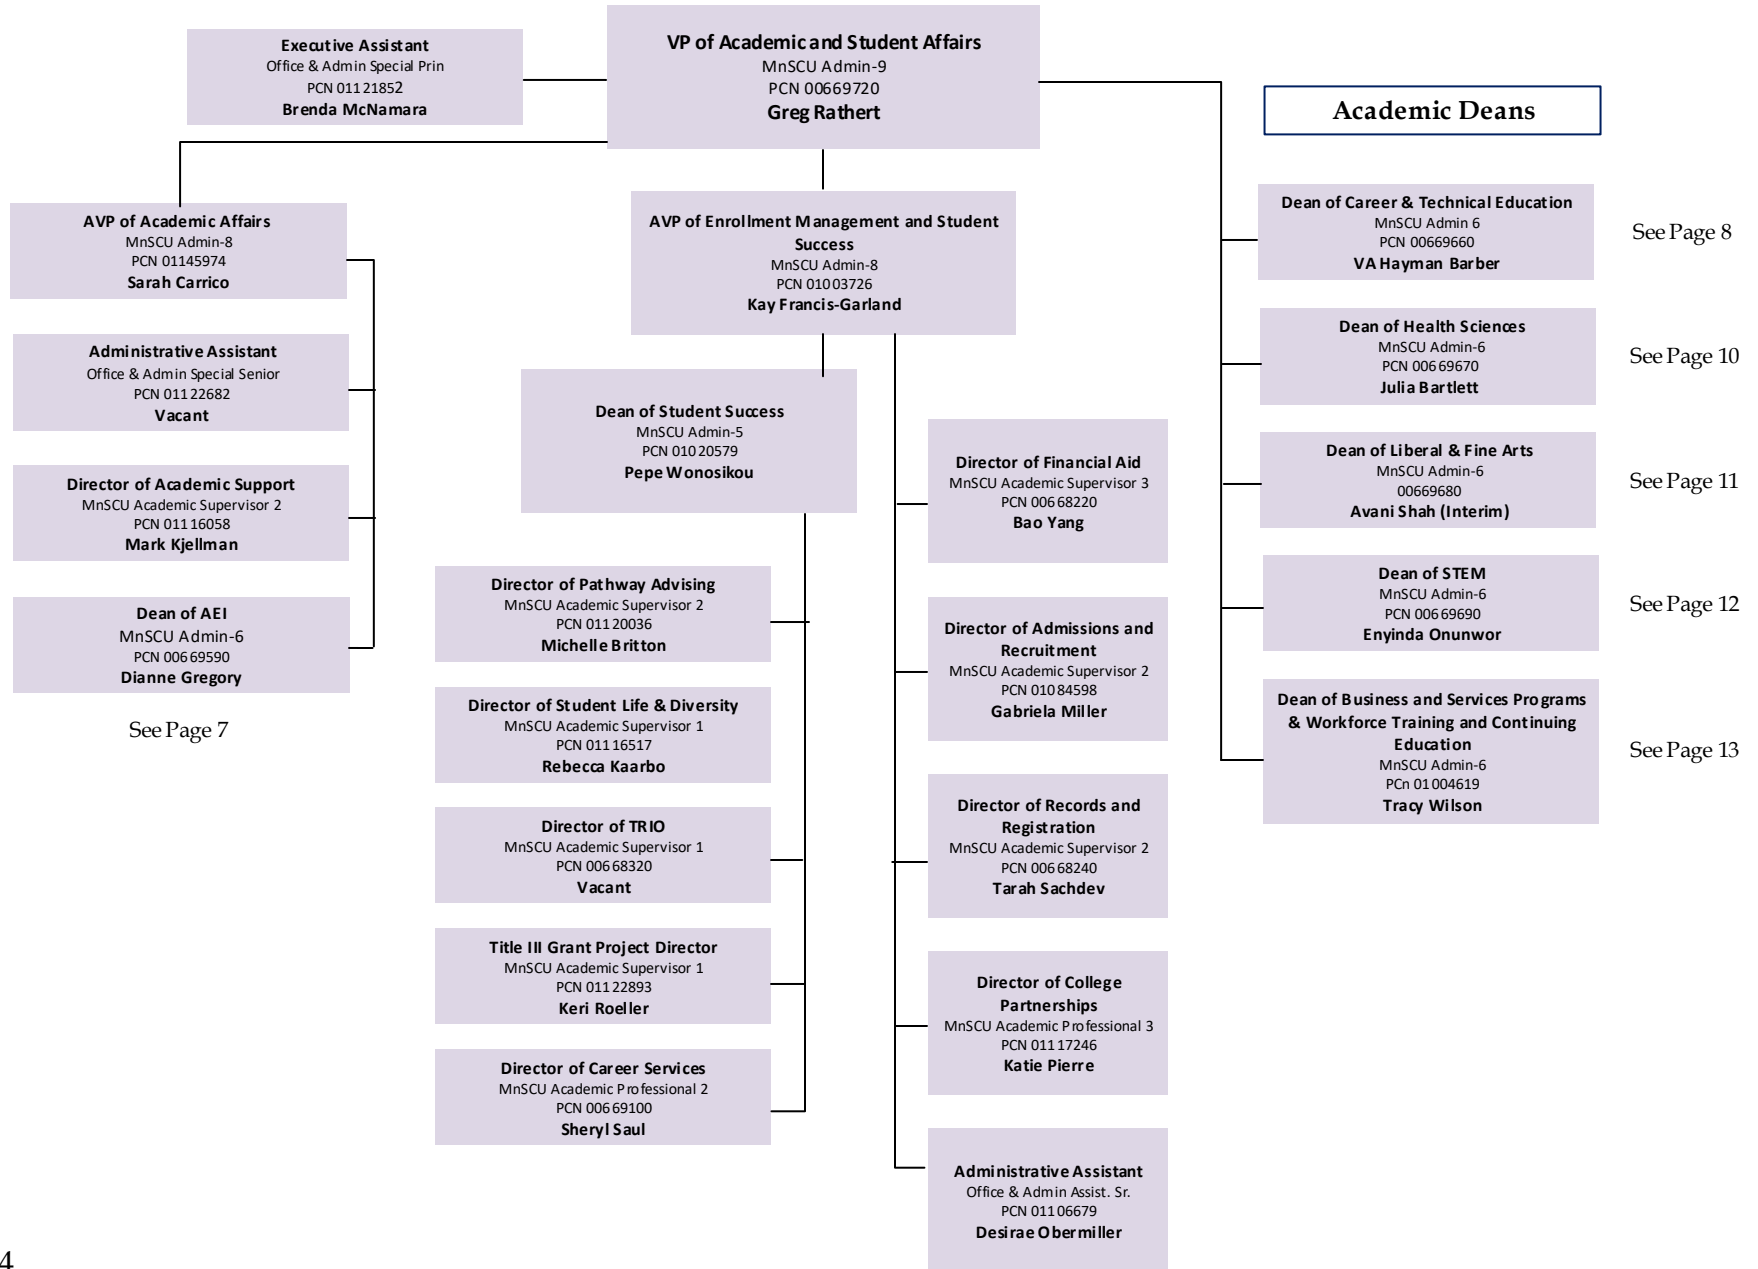 Executive Assistant
Office & Admin Special Prin
PCN 01121852
Brenda McNamara
VP of Academic and Student Affairs
MnSCU Admin-9
PCN 00669720
Greg Rathert
Academic Deans
AVP of Academic Affairs
MnSCU Admin-8
PCN 01145974
Sarah Carrico
Administrative Assistant
Office & Admin Special Senior
PCN 01122682
Vacant
Director of Academic Support
MnSCU Academic Supervisor 2
PCN 01116058
Mark Kjellman
Dean of AEI
MnSCU Admin-6
PCN 00669590
Dianne Gregory
See Page 7
AVP of Enrollment Management and Student
Success
MnSCU Admin-8
PCN 01003726
Kay Francis-Garland
Dean of Student Success
MnSCU Admin-5
PCN 01020579
Pepe Wonosikou
Director of Pathway Advising
MnSCU Academic Supervisor 2
PCN 01120036
Michelle Britton
Director of Student Life & Diversity
MnSCU Academic Supervisor 1
PCN 01116517
Rebecca Kaarbo
Director of TRIO
MnSCU Academic Supervisor 1
PCN 00668320
Vacant
Title III Grant Project Director
MnSCU Academic Supervisor 1
PCN 01122893
Keri Roeller
Director of Career Services
MnSCU Academic Professional 2
PCN 00669100
Sheryl Saul
Director of Financial Aid
MnSCU Academic Supervisor 3
PCN 00668220
Bao Yang
Director of Admissions and
Recruitment
MnSCU Academic Supervisor 2
PCN 01084598
Gabriela Miller
Director of Records and
Registration
MnSCU Academic Supervisor 2
PCN 00668240
Tarah Sachdev
Director of College
Partnerships
MnSCU Academic Professional 3
PCN 01117246
Katie Pierre
Administrative Assistant
Office & Admin Assist. Sr.
PCN 01106679
Desirae Obermiller
Dean of Career & Technical Education
MnSCU Admin 6
PCN 00669660
VA Hayman Barber
See Page 8
Dean of Health Sciences
MnSCU Admin-6
PCN 00669670
Julia Bartlett
See Page 10
Dean of Liberal & Fine Arts
MnSCU Admin-6
00669680
Avani Shah (Interim)
See Page 11
Dean of STEM
MnSCU Admin-6
PCN 00669690
Enyinda Onunwor
See Page 12
Dean of Business and Services Programs
& Workforce Training and Continuing
Education
MnSCU Admin-6
PCn 01004619
Tracy Wilson
See Page 13
4